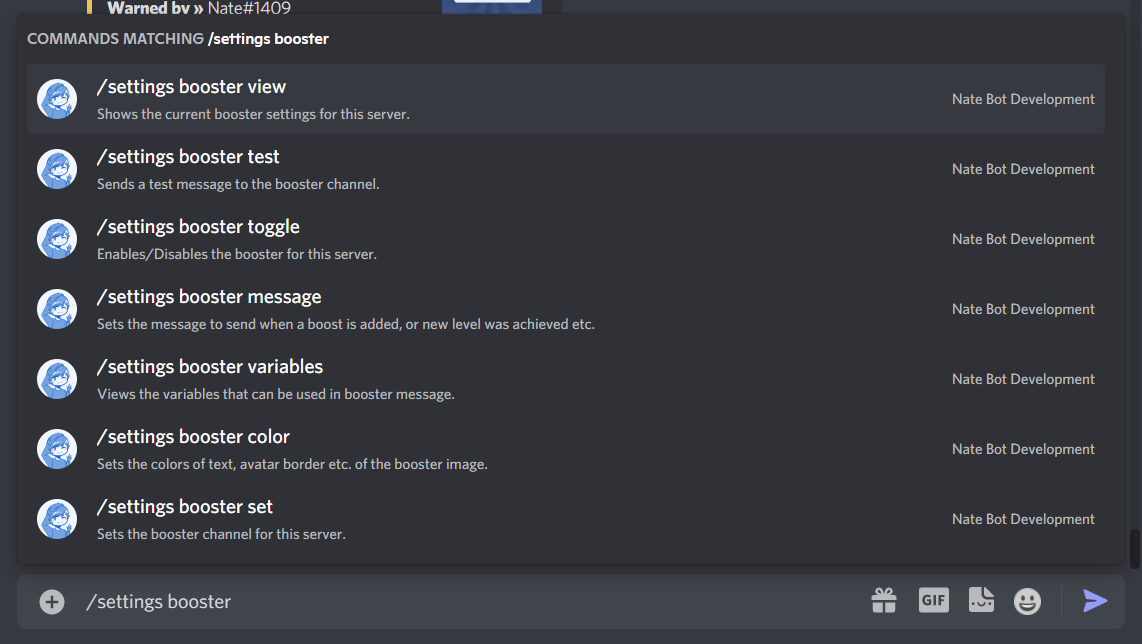 Warned by » Nate#1409
COMMANDS MATCHING /settings booster
/settings booster view
Shows the current booster settings for this server.
Nate Bot Development
/settings booster test
Sends a test message to the booster channel.
Nate Bot Development
/settings booster toggle
Enables/Disables the booster for this server.
Nate Bot Development
/settings booster message
Sets the message to send when a boost is added, or new level was achieved etc.
Nate Bot Development
/settings booster variables
Views the variables that can be used in booster message.
Nate Bot Development
/settings booster color
Sets the colors of text, avatar border etc. of the booster image.
Nate Bot Development
/settings booster set
Sets the booster channel for this server.
Nate Bot Development
/settings booster
GIF